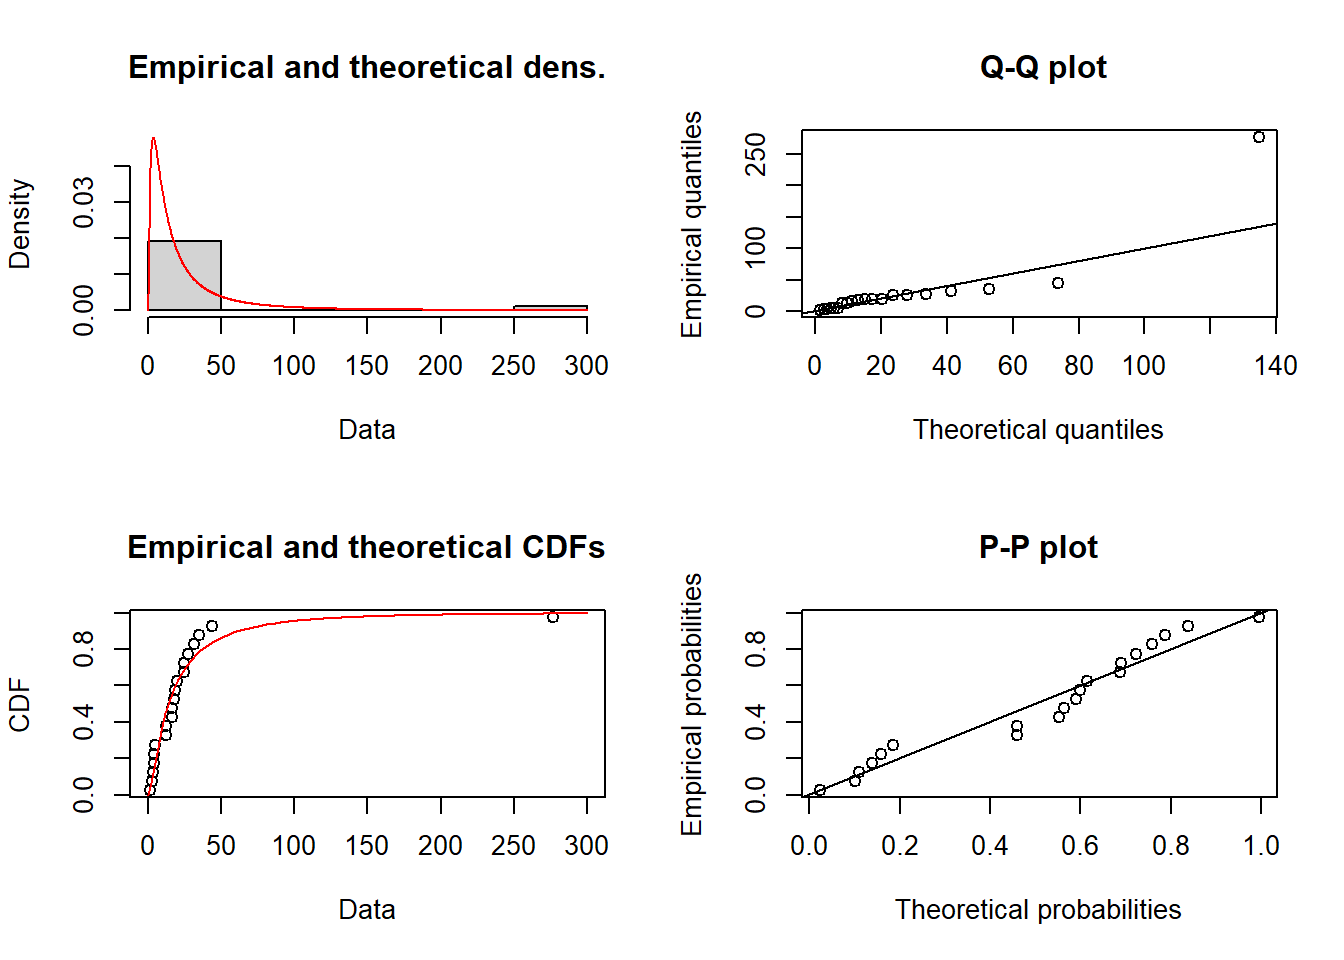 Empirical and theoretical dens.
Density
0.00 0.03
0 50 100 150 200 250 300
Data
Q-Q plot
Empirical quantiles
0 100 250
0 20 40 60 80 100 140
Theoretical quantiles
Empirical and theoretical CDFs
CDF
0.0 0.4 0.8
0 50 100 150 200 250 300
Data
P-P plot
Empirical probabilities
0.0 0.4 0.8
0.0 0.2 0.4 0.6 0.8 1.0
Theoretical probabilities